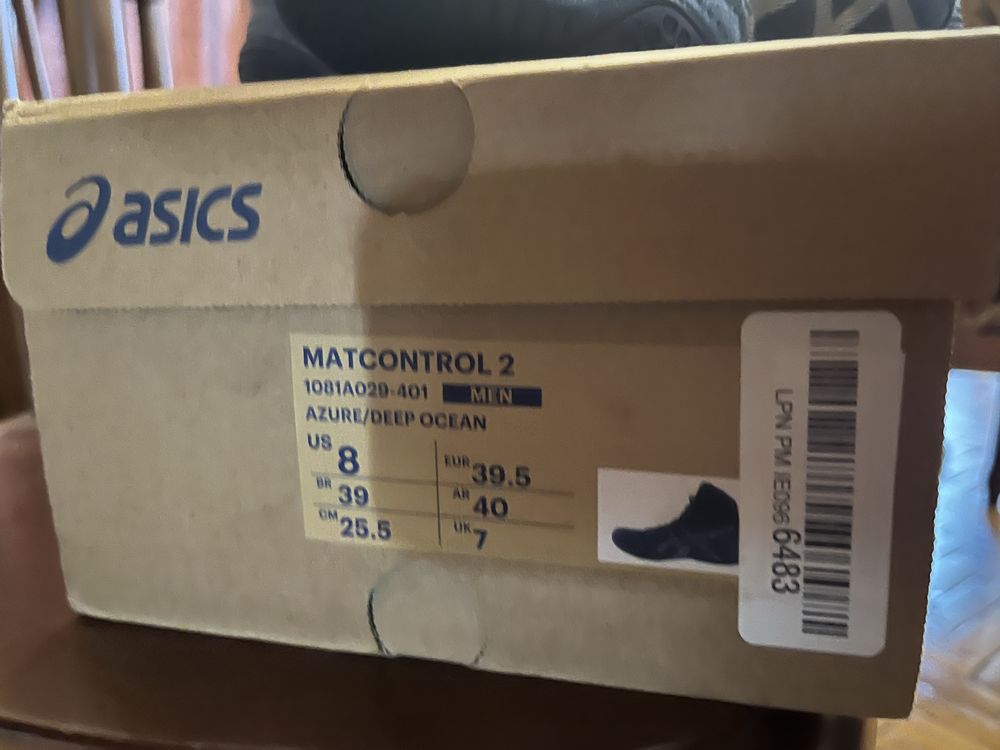 asics
MATCONTROL 2
1081A029-401 MEN
AZURE/DEEP OCEAN
US 8 EUR 39.5
BR 39 AR 40
CM 25.5 UK 7
LPN PM IE096 6483